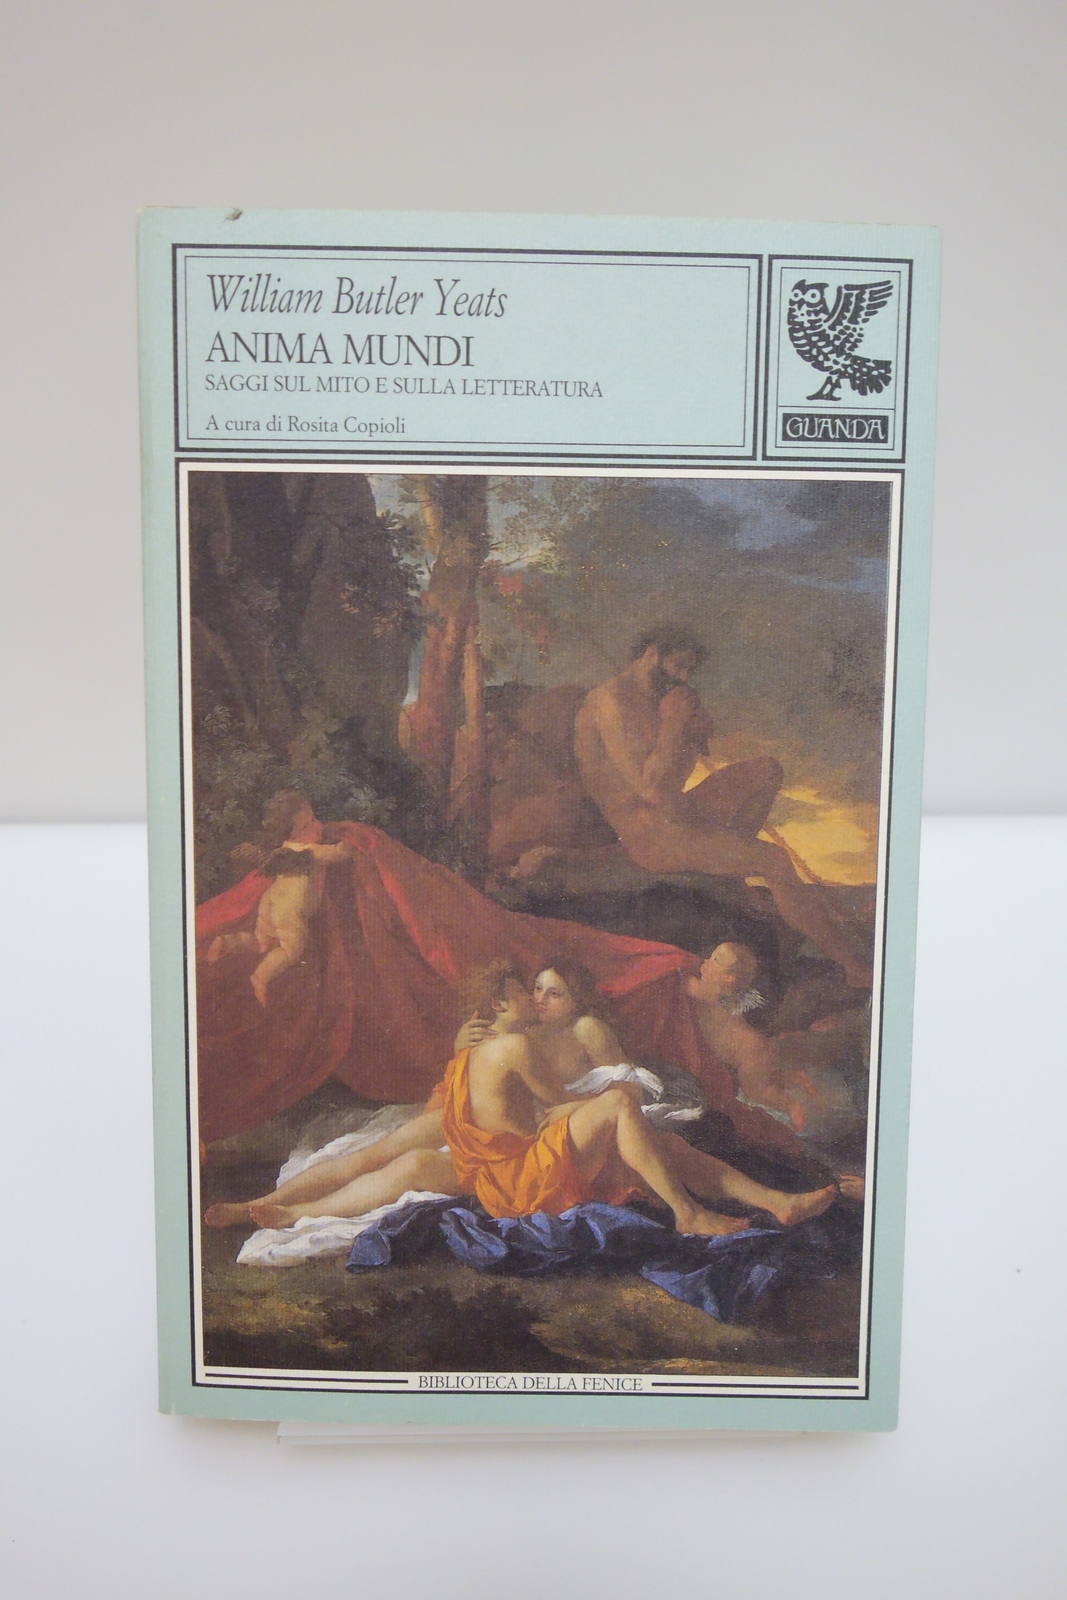 William Butler Yeats
ANIMA MUNDI
SAGGI SUL MITO E SULLA LETTERATURA
A cura di Rosita Copioli
GUANDA
BIBLIOTECA DELLA FENICE